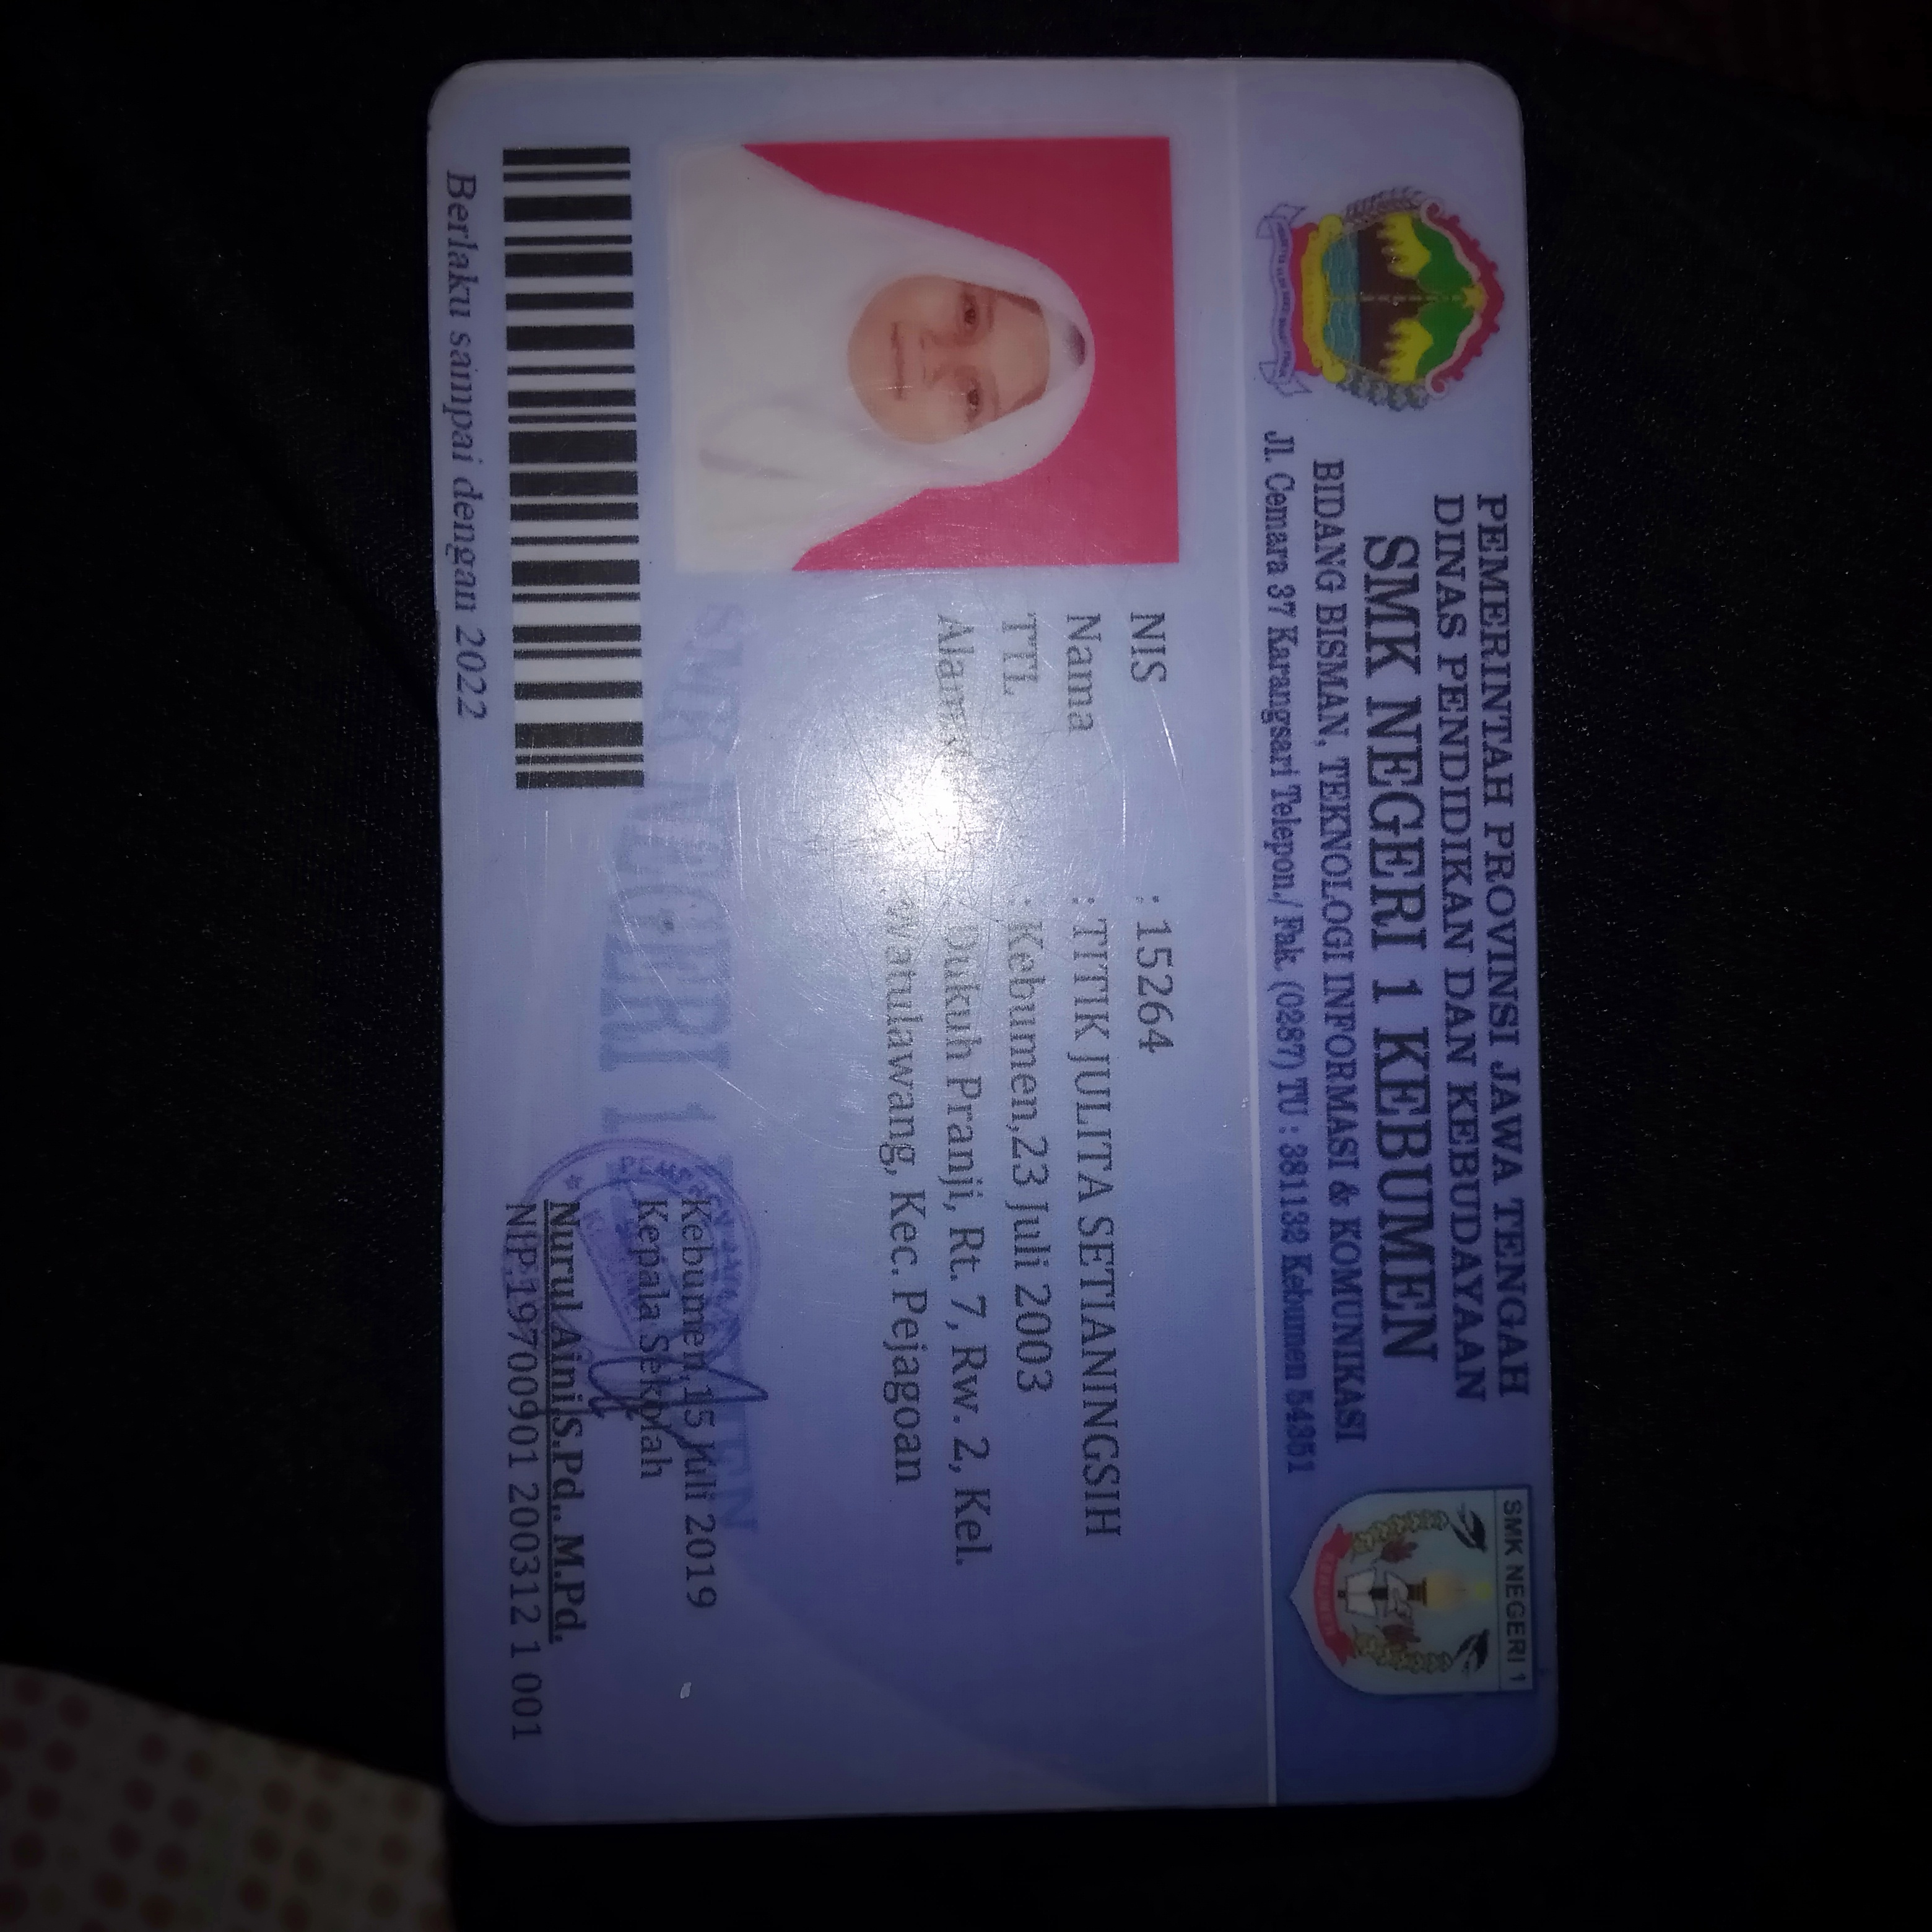 PEMERINTAH PROVINSI JAWA TENGAH
DINAS PENDIDIKAN DAN KEBUDAYAAN
SMK NEGERI 1 KEBUMEN
BIDANG BISMAN, TEKNOLOGI INFORMASI & KOMUNIKASI
Jl. Cemara 37 Karangsari Telepon./ Fak. (0287) TU : 381132 Kebumen 54351
SMK NEGERI 1
KEBUMEN
NIS : 15264
Nama : TITIK JULITA SETIANINGSIH
TTL : Kebumen,23 Juli 2003
Alamat : Dukuh Pranji, Rt. 7, Rw. 2, Kel.
Watulawang, Kec. Pejagoan
SMK NEGERI 1
Kebumen,15 Juli 2019
Kepala Sekolah
Nurul Aini S.Pd., M.Pd.
NIP.19700901 200312 1 001
Berlaku sampai dengan 2022